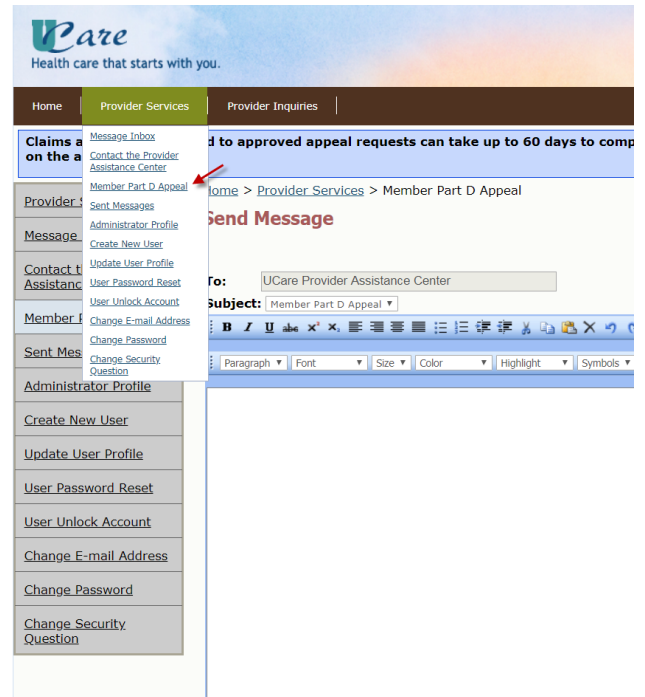 UCare
Health care that starts with you.
Home Provider Services Provider Inquiries
Claims a
d to approved appeal requests can take up to 60 days to comp
on the a
Message Inbox
Contact the Provider
Assistance Center
Member Part D Appeal
Sent Messages
Administrator Profile
Create New User
Update User Profile
User Password Reset
User Unlock Account
Change E-mail Address
Change Password
Change Security
Question
Provider S
Message
Contact t
Assistanc
Member P
Sent Mes
Administrator Profile
Create New User
Update User Profile
User Password Reset
User Unlock Account
Change E-mail Address
Change Password
Change Security
Question
ome > Provider Services > Member Part D Appeal
Send Message
To: UCare Provider Assistance Center
Subject: Member Part D Appeal
B I U abc x² x₂
Paragraph Font Size Color Highlight Symbols